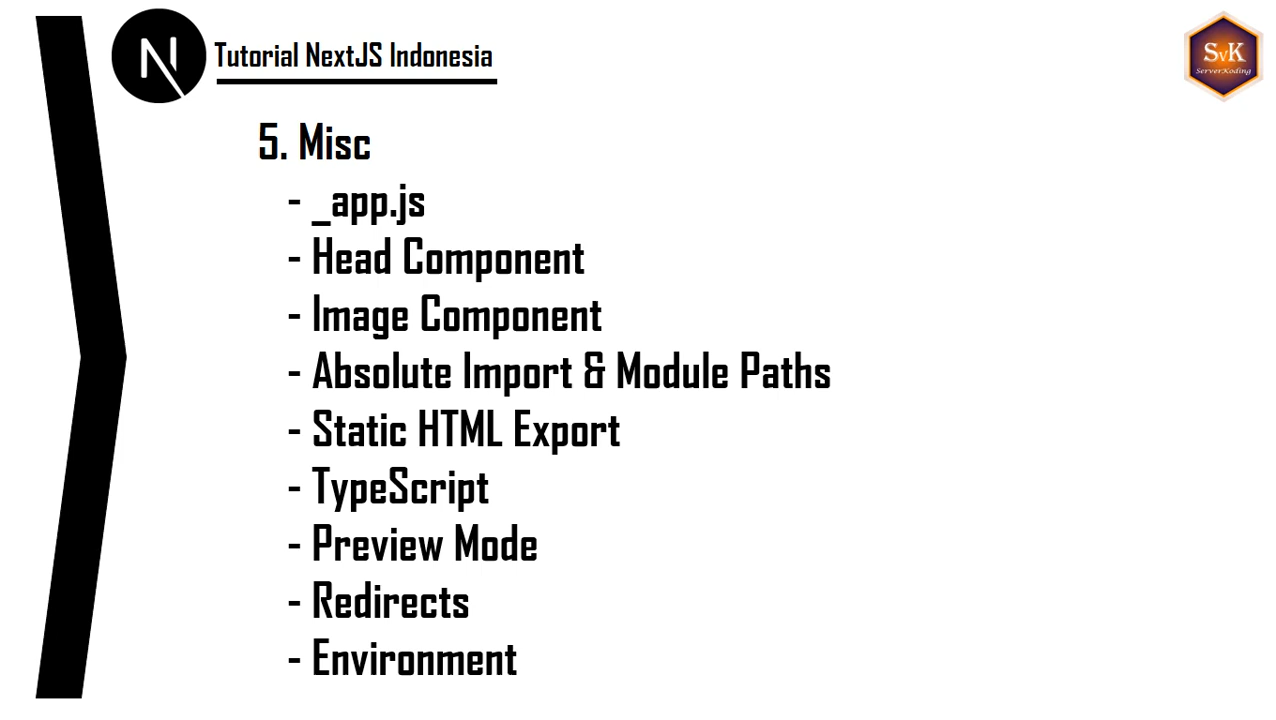 Tutorial NextJS Indonesia
SvK
ServerKoding
5. Misc
- _app.js
- Head Component
- Image Component
- Absolute Import & Module Paths
- Static HTML Export
- TypeScript
- Preview Mode
- Redirects
- Environment